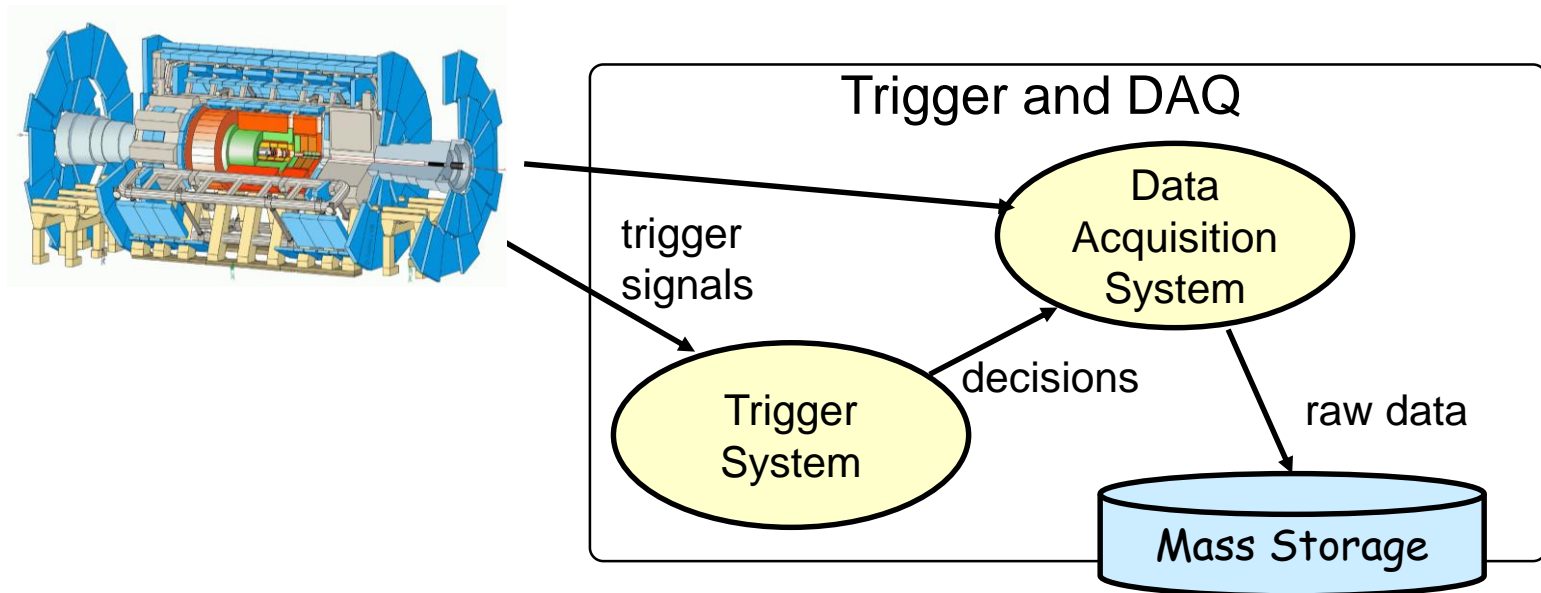 Trigger and DAQ
Data
Acquisition
System
trigger
signals
decisions
Trigger
System
raw data
Mass Storage